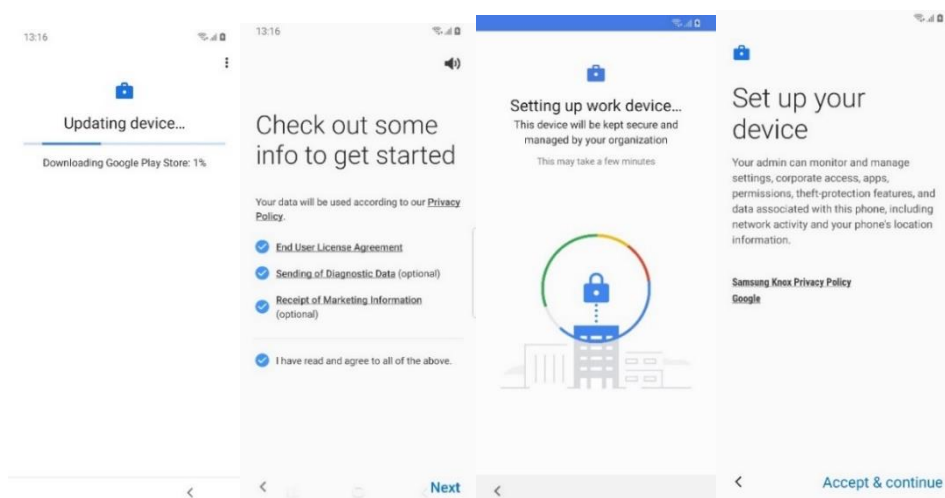 13:16
Updating device...
Downloading Google Play Store: 1%
13:16
Check out some
info to get started
Your data will be used according to our Privacy
Policy.
End User License Agreement
Sending of Diagnostic Data (optional)
Receipt of Marketing Information
(optional)
I have read and agree to all of the above.
Next
Setting up work device...
This device will be kept secure and
managed by your organization
This may take a few minutes
Set up your
device
Your admin can monitor and manage
settings, corporate access, apps,
permissions, theft-protection features, and
data associated with this phone, including
network activity and your phone's location
information.
Samsung Knox Privacy Policy
Google
Accept & continue